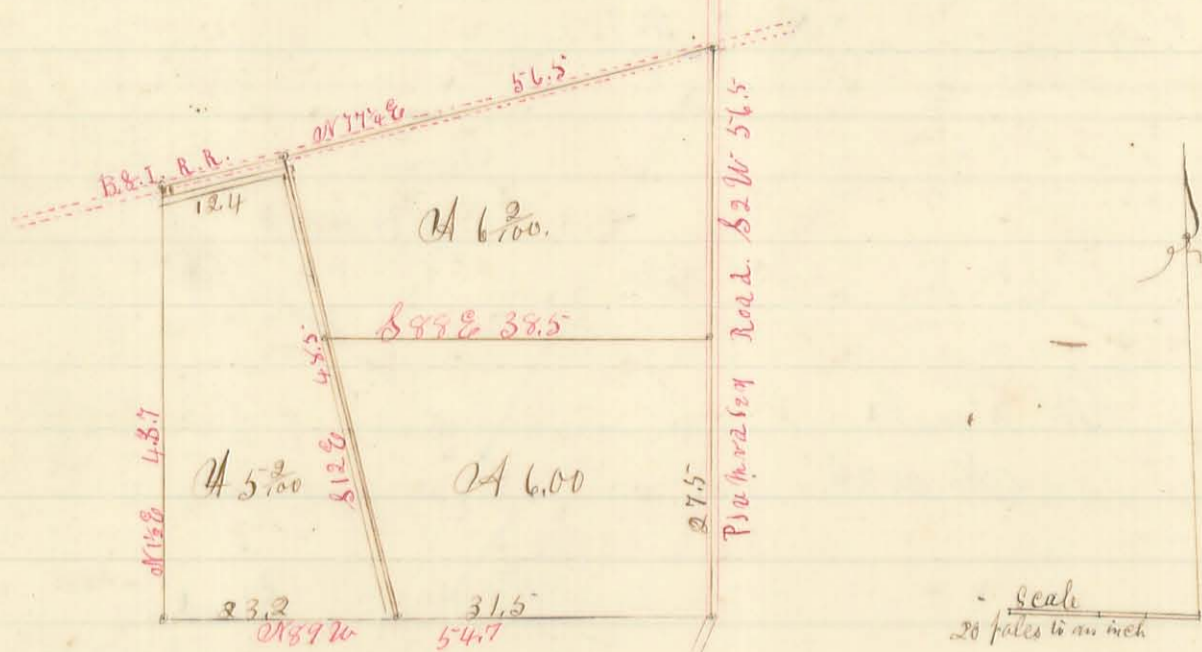 56.5
N 77¼ E
B. & I. R. R.
12.4
A 6 2/100.
S 2 W 56.5
Road.
S 88 E 38.5
48.5
S 12 E
N 1½ E 43.7
A 5 2/100
A 6.00
27.5
23.2
31.5
N 89 W 54.7
Scale
20 poles to an inch